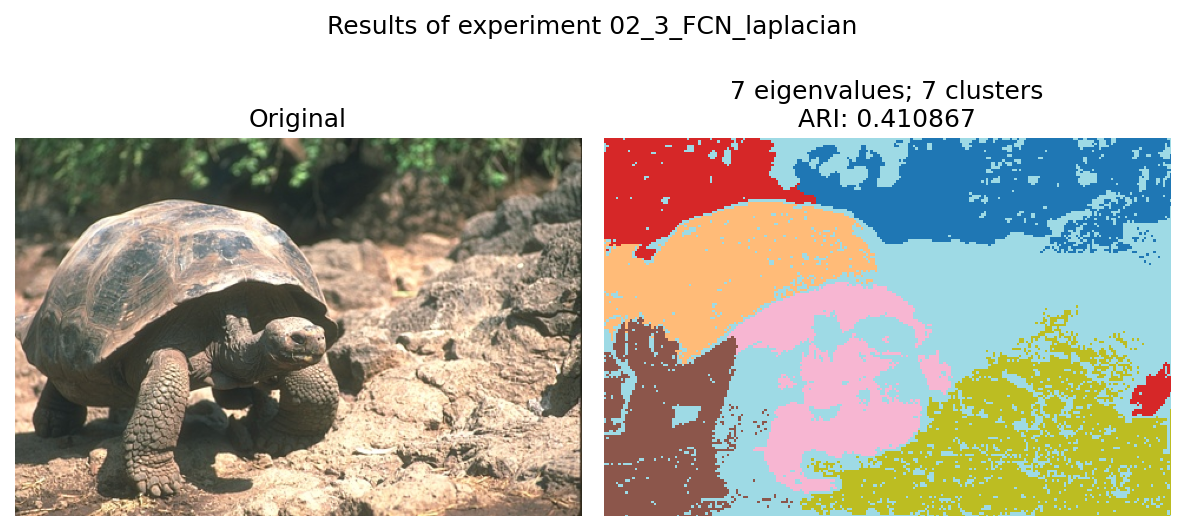 Results of experiment 02_3_FCN_laplacian
Original
7 eigenvalues; 7 clusters
ARI: 0.410867